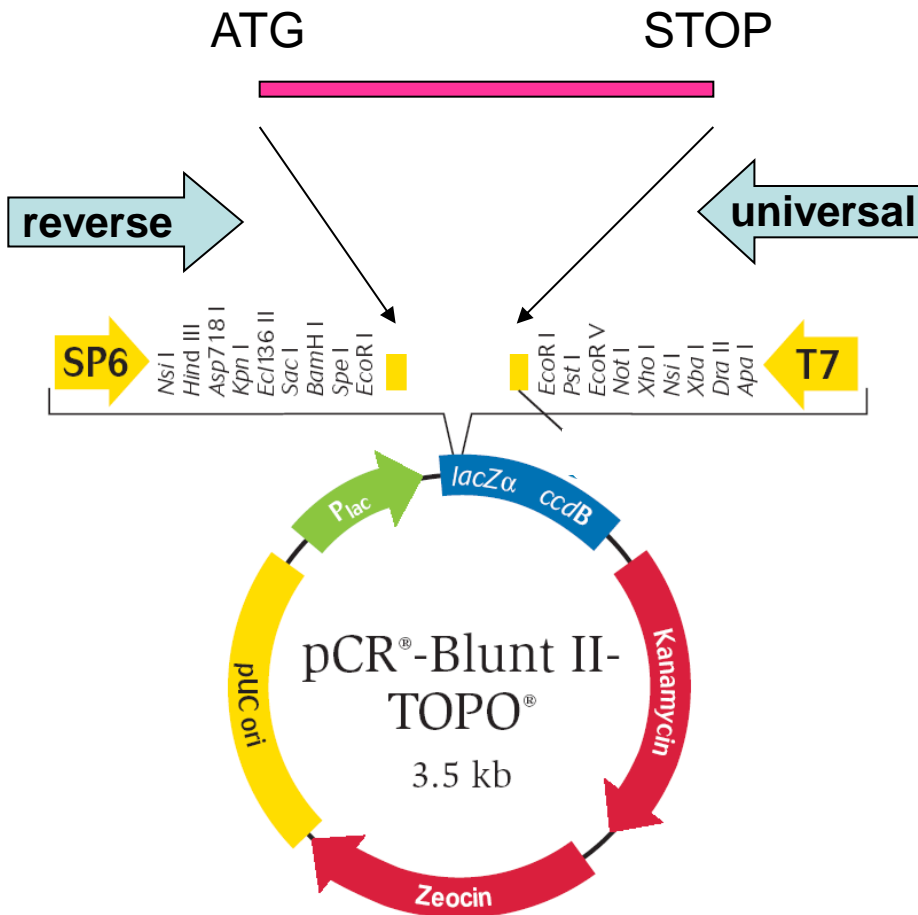 ATG STOP
reverse universal
SP6
Nsi I
Hind III
Asp718 I
Kpn I
Ecl136 II
Sac I
BamH I
Spe I
EcoR I
EcoR I
Pst I
EcoR V
Not I
Xho I
Nsi I
Xba I
Dra II
Apa I
T7
lacZα ccdB
Plac
Kanamycin
pUC ori
pCR®-Blunt II-
TOPO®
3.5 kb
Zeocin